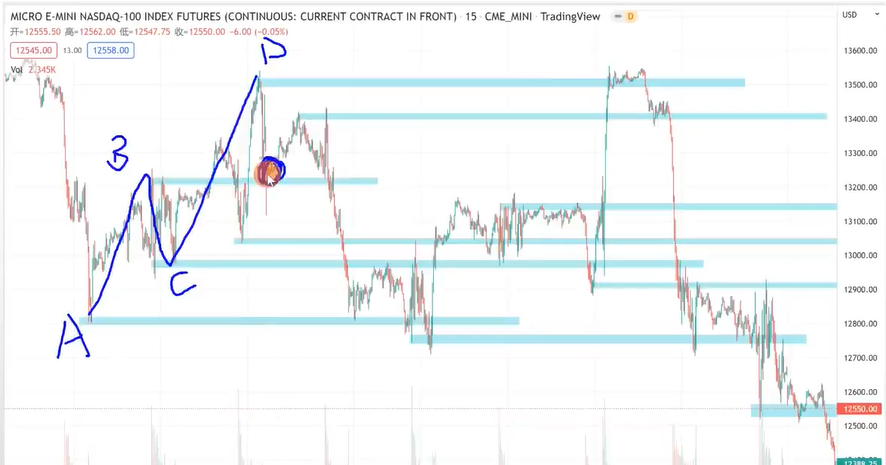 MICRO E-MINI NASDAQ-100 INDEX FUTURES (CONTINUOUS: CURRENT CONTRACT IN FRONT) · 15 · CME_MINI · TradingView
D
USD
开=12555.50 高=12562.00 低=12547.75 收=12550.00 -6.00 (-0.05%)
12545.00 13.00 12558.00
Vol 2.345K
D
B
C
A
13600.00
13500.00
13400.00
13300.00
13200.00
13100.00
13000.00
12900.00
12800.00
12700.00
12600.00
12550.00
12500.00
12388.25